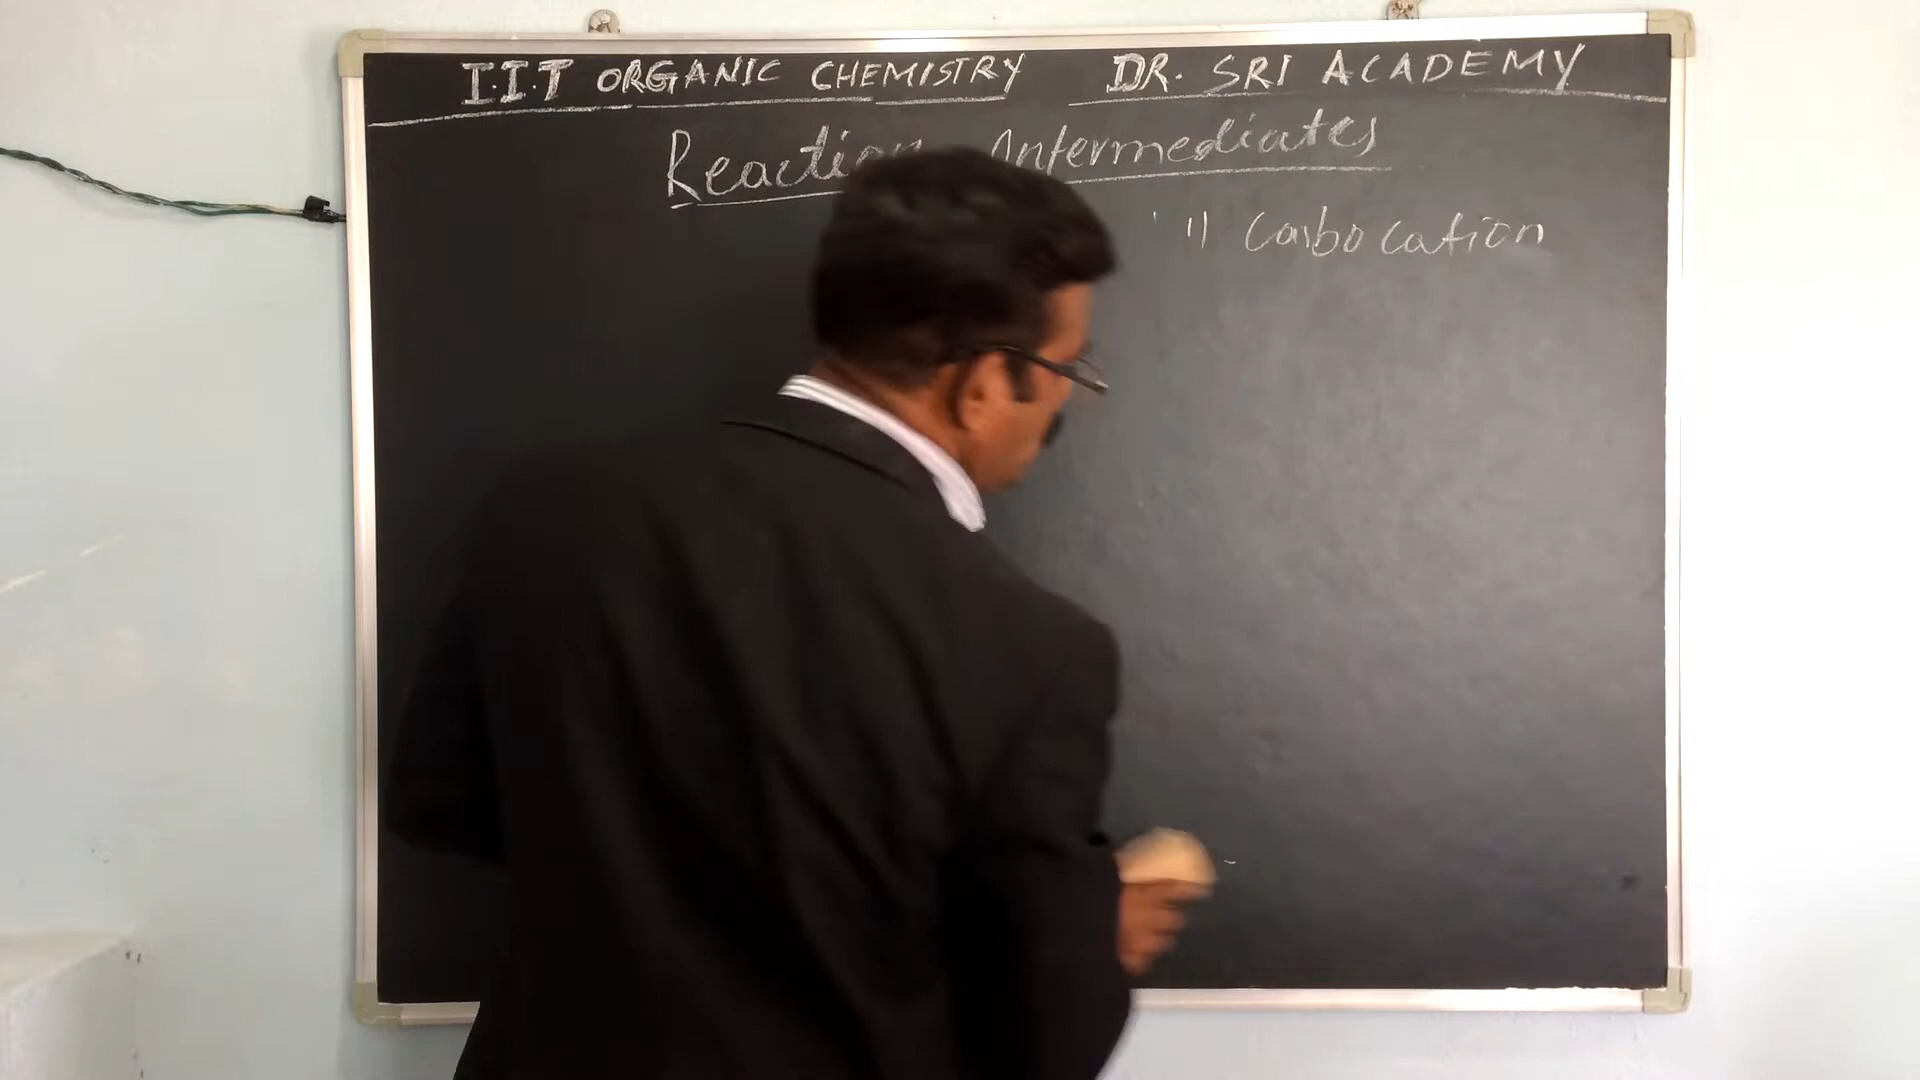 I.I.T ORGANIC CHEMISTRY DR. SRI ACADEMY
Reaction Intermediates
1) Carbocation